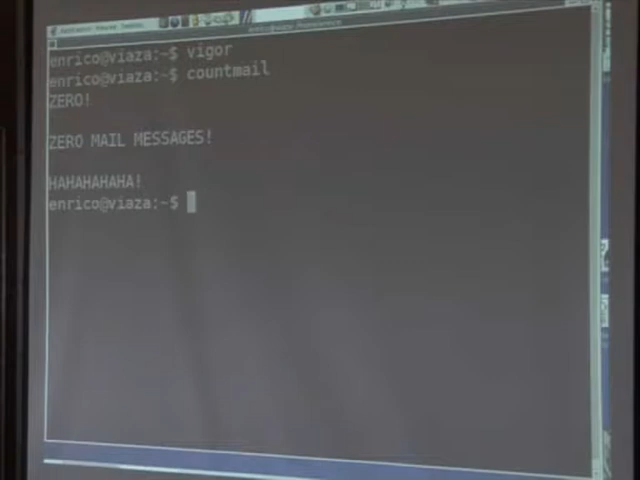 enrico@viaza:~$ vigor
enrico@viaza:~$ countmail
ZERO!
ZERO MAIL MESSAGES!
HAHAHAHAHA!
enrico@viaza:~$